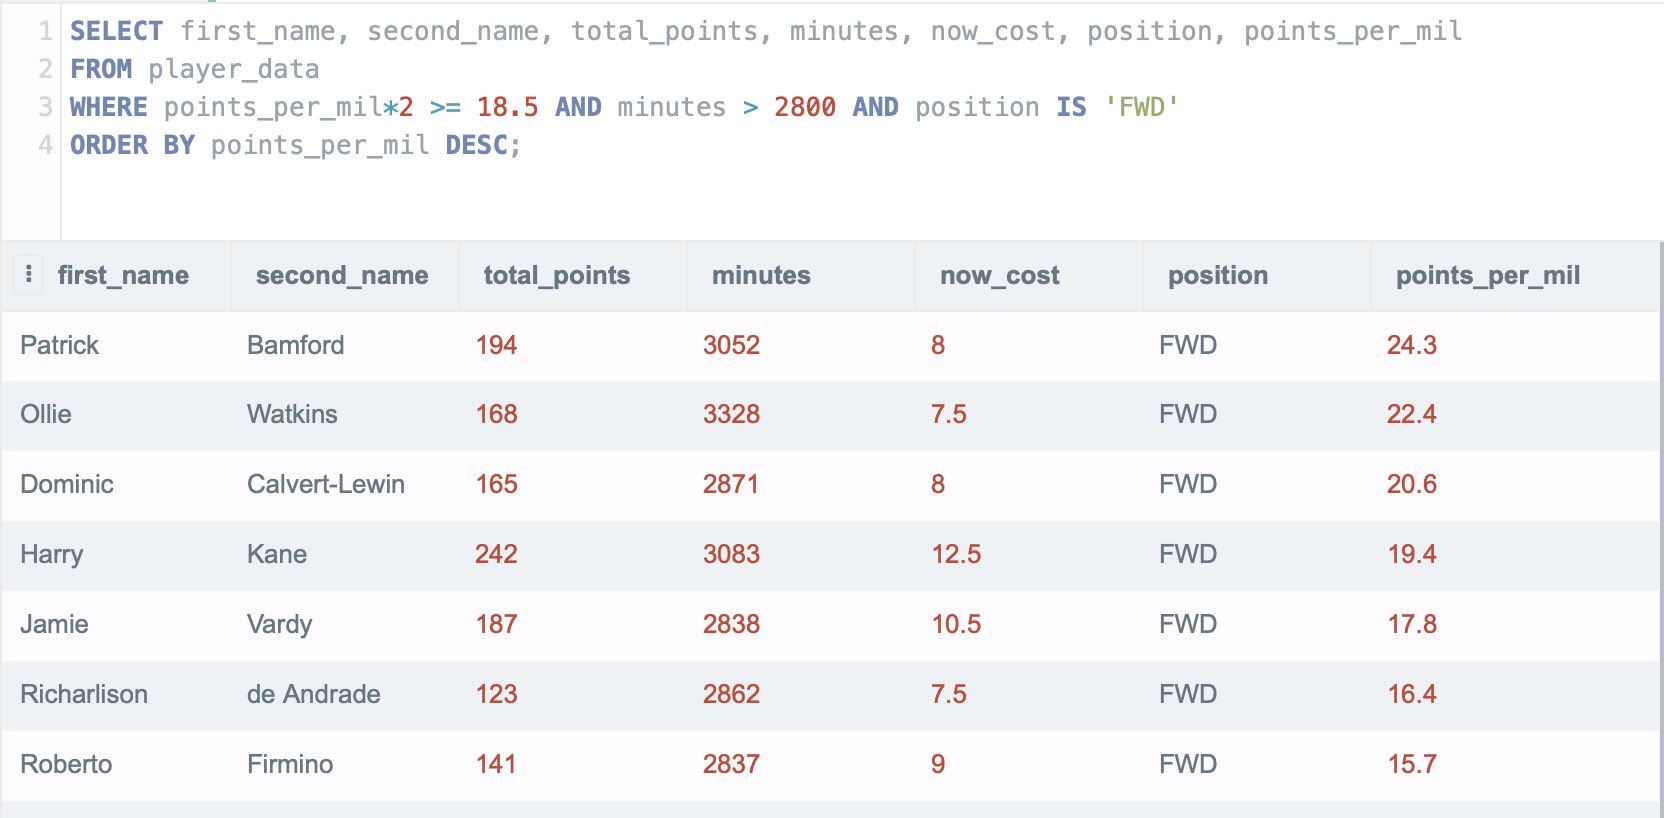 1 SELECT first_name, second_name, total_points, minutes, now_cost, position, points_per_mil
2 FROM player_data
3 WHERE points_per_mil*2 >= 18.5 AND minutes > 2800 AND position IS 'FWD'
4 ORDER BY points_per_mil DESC;
first_name second_name total_points minutes now_cost position points_per_mil
Patrick Bamford 194 3052 8 FWD 24.3
Ollie Watkins 168 3328 7.5 FWD 22.4
Dominic Calvert-Lewin 165 2871 8 FWD 20.6
Harry Kane 242 3083 12.5 FWD 19.4
Jamie Vardy 187 2838 10.5 FWD 17.8
Richarlison de Andrade 123 2862 7.5 FWD 16.4
Roberto Firmino 141 2837 9 FWD 15.7